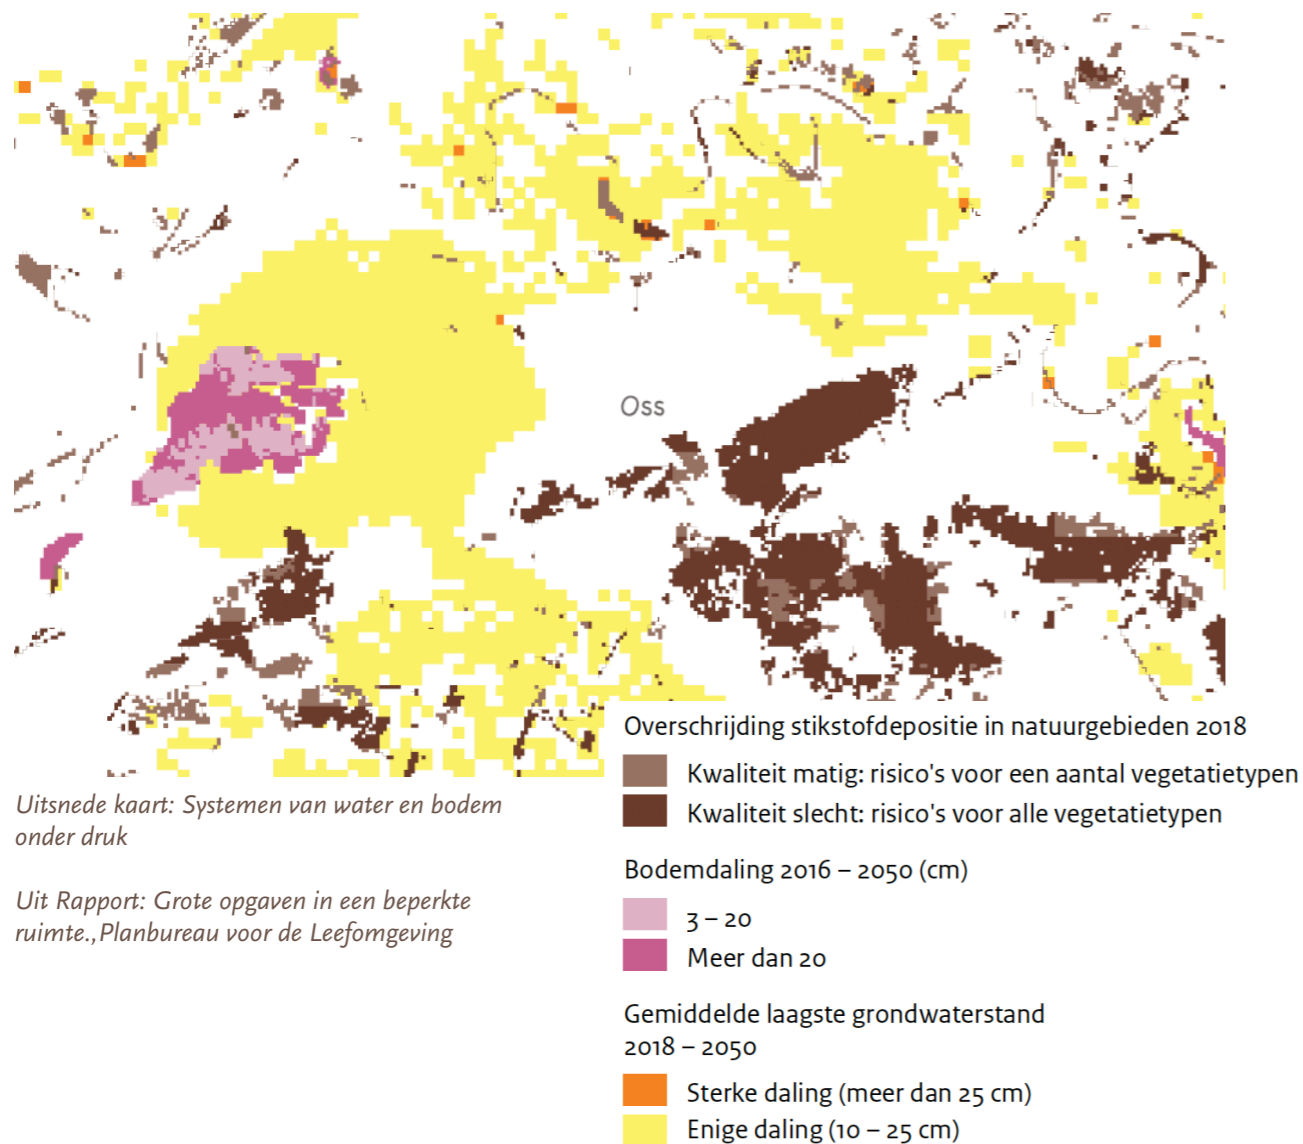 Oss
Overschrijding stikstofdepositie in natuurgebieden 2018
Kwaliteit matig: risico's voor een aantal vegetatietypen
Kwaliteit slecht: risico's voor alle vegetatietypen
Bodemdaling 2016 – 2050 (cm)
3 – 20
Meer dan 20
Gemiddelde laagste grondwaterstand
2018 – 2050
Sterke daling (meer dan 25 cm)
Enige daling (10 – 25 cm)
Uitsnede kaart: Systemen van water en bodem
onder druk
Uit Rapport: Grote opgaven in een beperkte
ruimte.,Planbureau voor de Leefomgeving